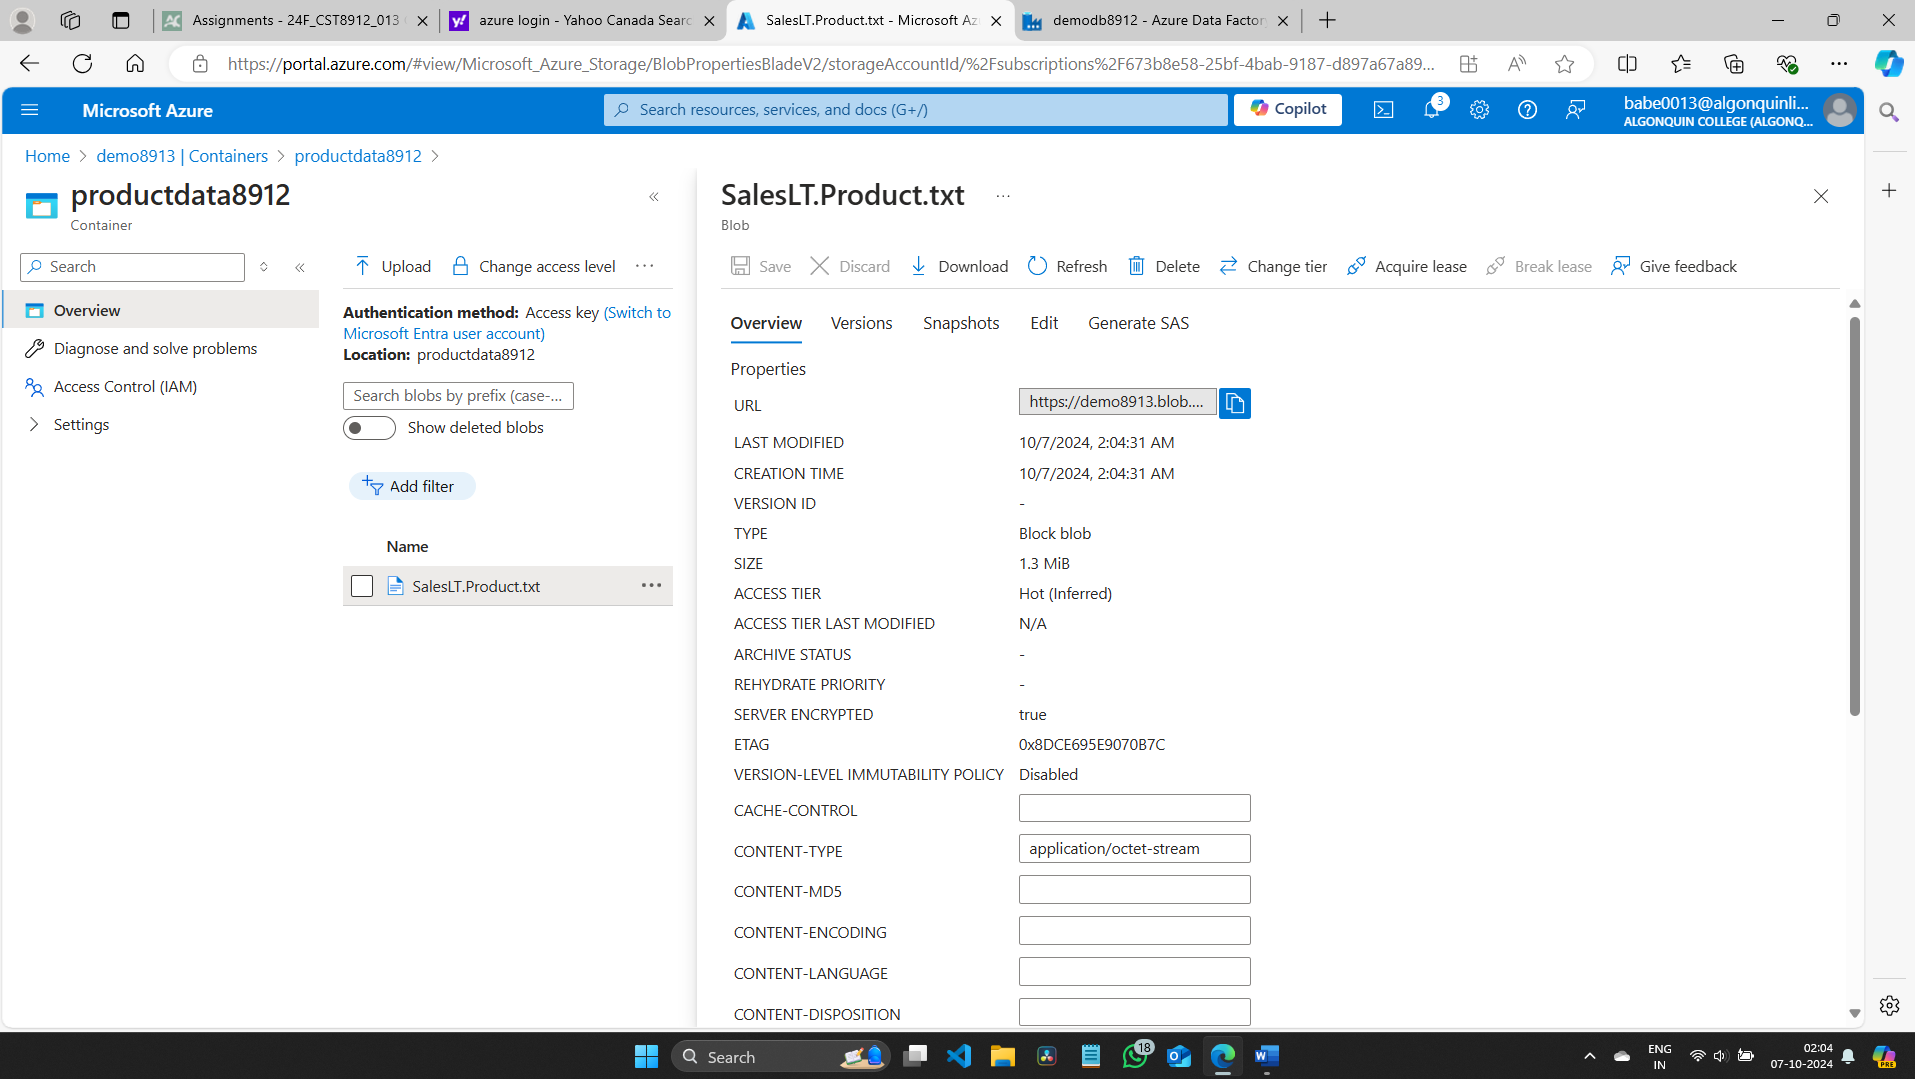 Assignments - 24F_CST8912_013
azure login - Yahoo Canada Searc
SalesLT.Product.txt - Microsoft Az
demodb8912 - Azure Data Factory
https://portal.azure.com/#view/Microsoft_Azure_Storage/BlobPropertiesBladeV2/storageAccountId/%2Fsubscriptions%2F673b8e58-25bf-4bab-9187-d897a67a89...
Microsoft Azure
Search resources, services, and docs (G+/)
Copilot
3
babe0013@algonquinli...
ALGONQUIN COLLEGE (ALGONQ...
Home > demo8913 | Containers > productdata8912 >
productdata8912
Container
Search
Overview
Diagnose and solve problems
Access Control (IAM)
Settings
Upload
Change access level
Authentication method: Access key (Switch to
Microsoft Entra user account)
Location: productdata8912
Search blobs by prefix (case-...
Show deleted blobs
Add filter
Name
SalesLT.Product.txt
SalesLT.Product.txt
Blob
Save
Discard
Download
Refresh
Delete
Change tier
Acquire lease
Break lease
Give feedback
Overview
Versions
Snapshots
Edit
Generate SAS
Properties
URL https://demo8913.blob....
LAST MODIFIED 10/7/2024, 2:04:31 AM
CREATION TIME 10/7/2024, 2:04:31 AM
VERSION ID -
TYPE Block blob
SIZE 1.3 MiB
ACCESS TIER Hot (Inferred)
ACCESS TIER LAST MODIFIED N/A
ARCHIVE STATUS -
REHYDRATE PRIORITY -
SERVER ENCRYPTED true
ETAG 0x8DCE695E9070B7C
VERSION-LEVEL IMMUTABILITY POLICY Disabled
CACHE-CONTROL
CONTENT-TYPE application/octet-stream
CONTENT-MD5
CONTENT-ENCODING
CONTENT-LANGUAGE
CONTENT-DISPOSITION
Search
18
ENG
IN
02:04
07-10-2024
PRE